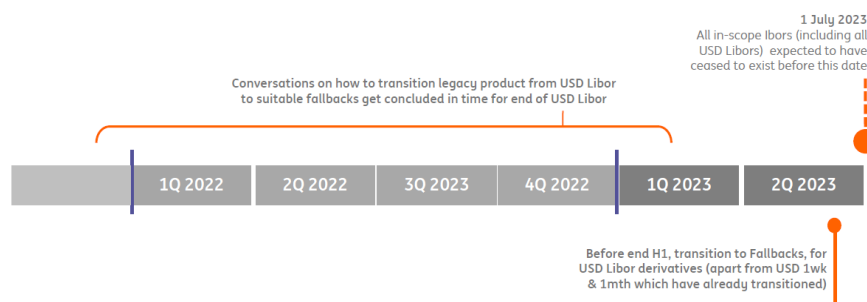 1 July 2023
All in-scope Ibors (including all
USD Libors) expected to have
ceased to exist before this date
Conversations on how to transition legacy product from USD Libor
to suitable fallbacks get concluded in time for end of USD Libor
1Q 2022
2Q 2022
3Q 2023
4Q 2022
1Q 2023
2Q 2023
Before end H1, transition to Fallbacks, for
USD Libor derivatives (apart from USD 1wk
& 1mth which have already transitioned)